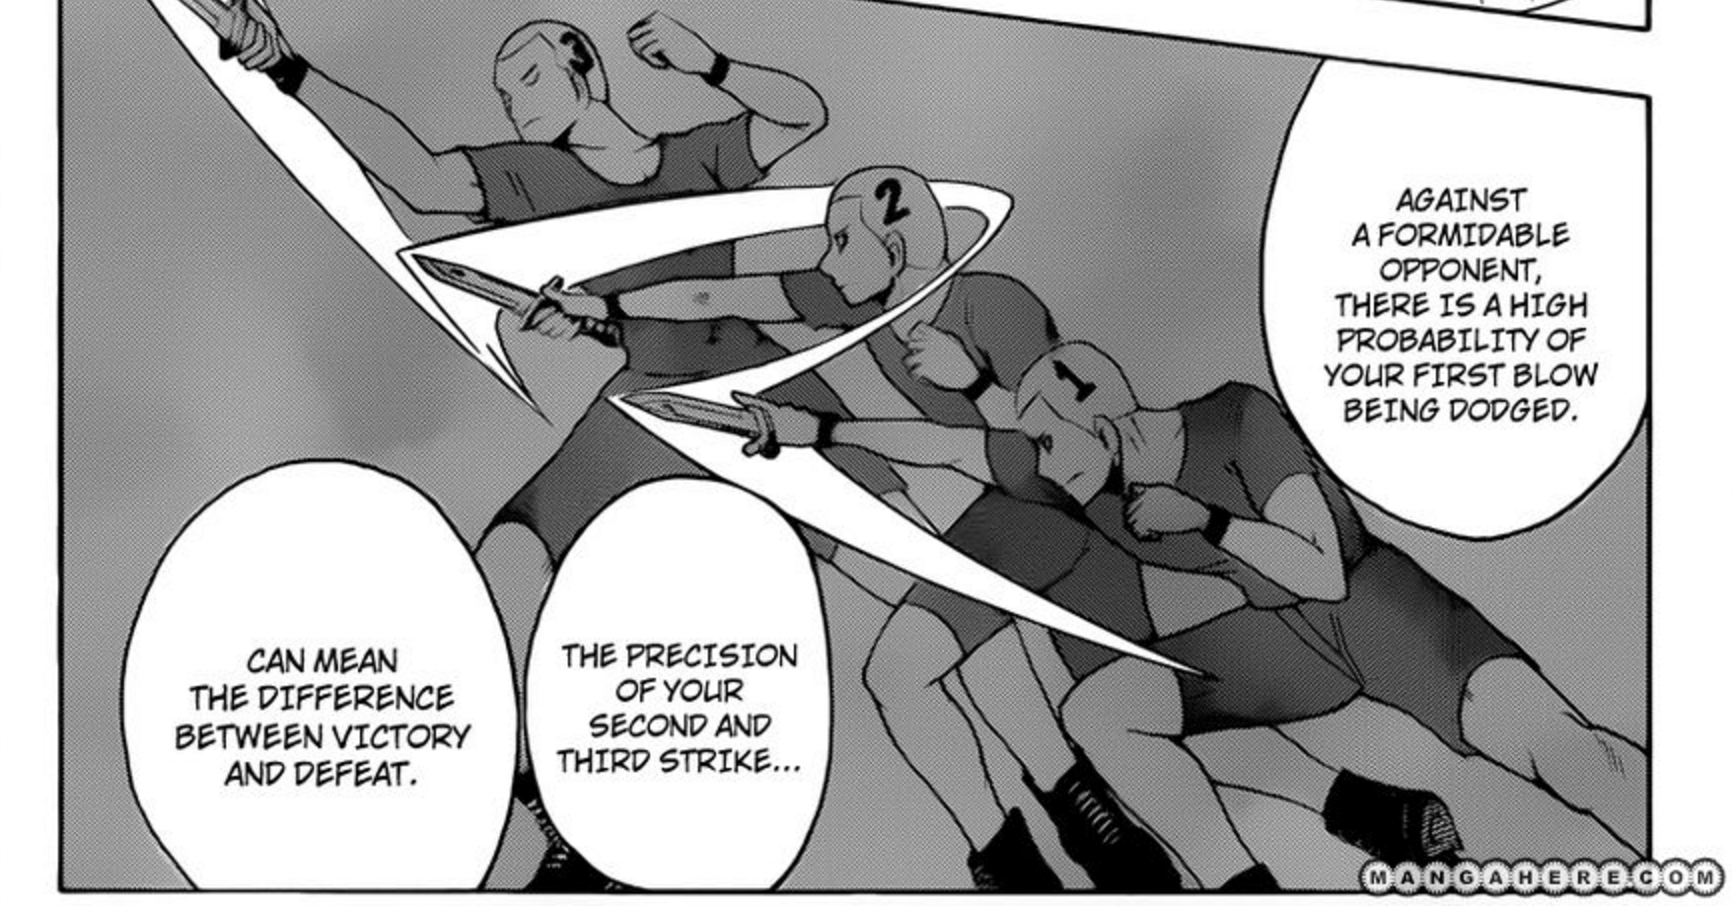 AGAINST
A FORMIDABLE
OPPONENT,
THERE IS A HIGH
PROBABILITY OF
YOUR FIRST BLOW
BEING DODGED.
THE PRECISION
OF YOUR
SECOND AND
THIRD STRIKE...
CAN MEAN
THE DIFFERENCE
BETWEEN VICTORY
AND DEFEAT.
3
2
1
MANGAHERE.COM